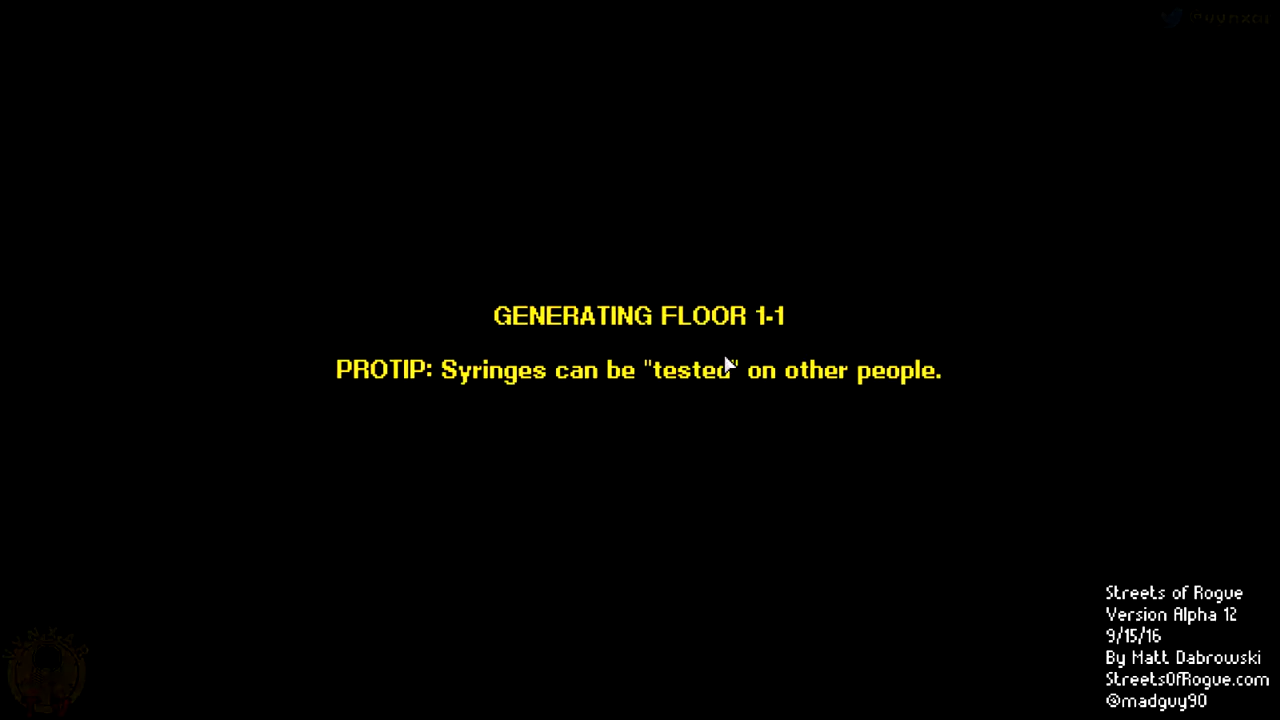 GENERATING FLOOR 1-1
PROTIP: Syringes can be "tested" on other people.
Streets of Rogue
Version Alpha 12
9/15/16
By Matt Dabrowski
StreetsOfRogue.com
@madguy90